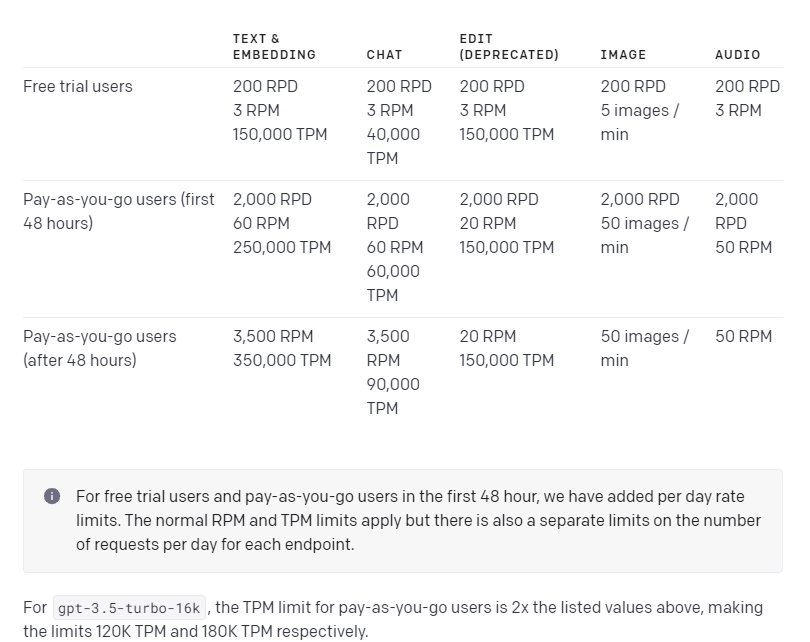 TEXT & EMBEDDING CHAT EDIT (DEPRECATED) IMAGE AUDIO
Free trial users
200 RPD
3 RPM
150,000 TPM
200 RPD
3 RPM
40,000
TPM
200 RPD
3 RPM
150,000 TPM
200 RPD
5 images /
min
200 RPD
3 RPM
Pay-as-you-go users (first
48 hours)
2,000 RPD
60 RPM
250,000 TPM
2,000
RPD
60 RPM
60,000
TPM
2,000 RPD
20 RPM
150,000 TPM
2,000 RPD
50 images /
min
2,000
RPD
50 RPM
Pay-as-you-go users
(after 48 hours)
3,500 RPM
350,000 TPM
3,500
RPM
90,000
TPM
20 RPM
150,000 TPM
50 images /
min
50 RPM
For free trial users and pay-as-you-go users in the first 48 hour, we have added per day rate
limits. The normal RPM and TPM limits apply but there is also a separate limits on the number
of requests per day for each endpoint.
For gpt-3.5-turbo-16k, the TPM limit for pay-as-you-go users is 2x the listed values above, making
the limits 120K TPM and 180K TPM respectively.